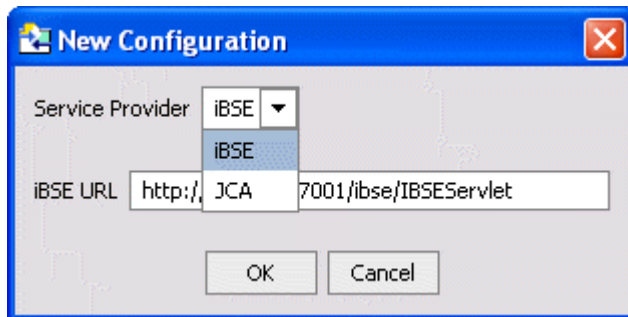 New Configuration
Service Provider iBSE
iBSE
iBSE URL http:/ 7001/ibse/IBSEServlet
JCA
OK Cancel